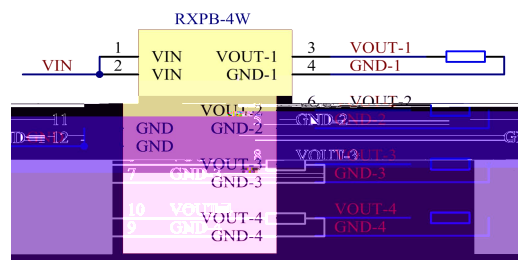 RXPB-4W
1 VIN VOUT-1 3 VOUT-1
VIN 2 VIN GND-1 4 GND-1
VOUT-2 6 VOUT-2
11 GND GND-2 5 GND-2
GND 12 GND
VOUT-3 8 VOUT-3
7 GND-3 GND-3
10 VOUT-4 VOUT-4
9 GND-4 GND-4